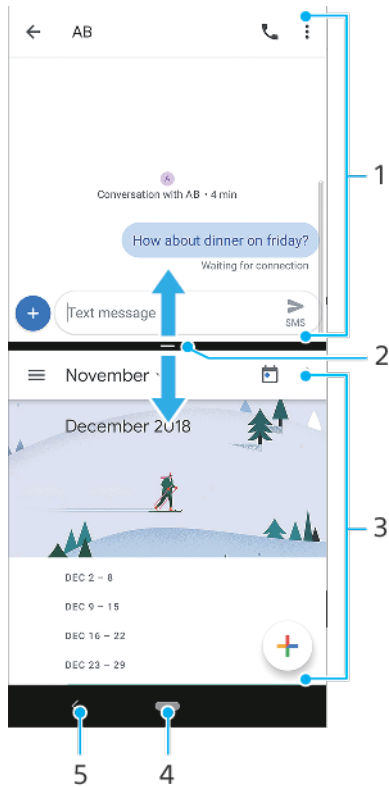 AB
A
Conversation with AB • 4 min
How about dinner on friday?
Waiting for connection
+
Text message
SMS
November
December 2018
DEC 2 – 8
DEC 9 – 15
DEC 16 – 22
DEC 23 – 29
1
2
3
4
5